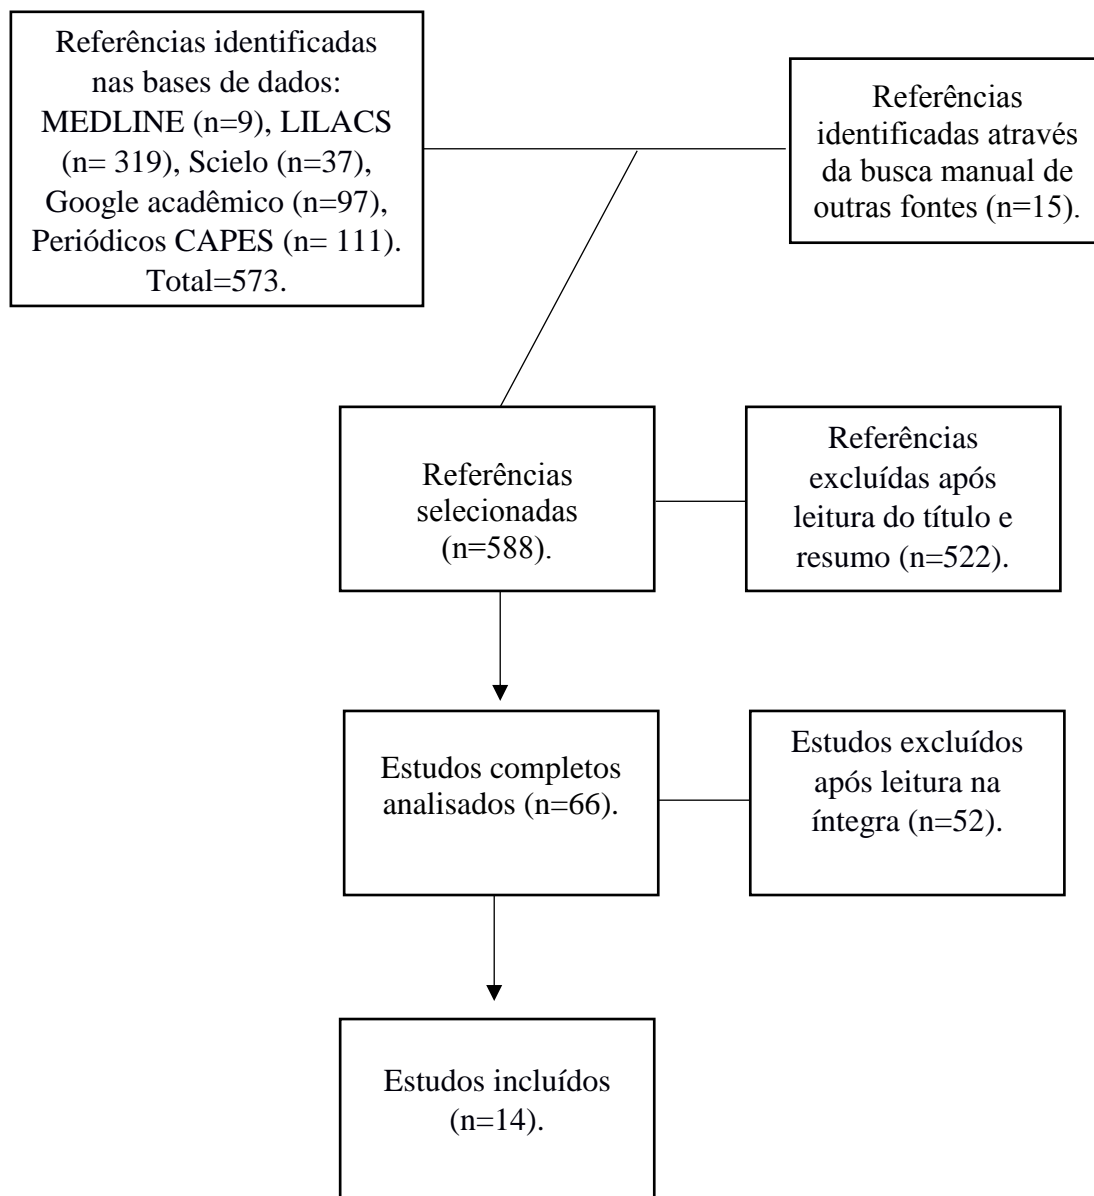 Referências identificadas
nas bases de dados:
MEDLINE (n=9), LILACS
(n= 319), Scielo (n=37),
Google acadêmico (n=97),
Periódicos CAPES (n= 111).
Total=573.
Referências
identificadas através
da busca manual de
outras fontes (n=15).
Referências
selecionadas
(n=588).
Referências
excluídas após
leitura do título e
resumo (n=522).
Estudos completos
analisados (n=66).
Estudos excluídos
após leitura na
íntegra (n=52).
Estudos incluídos
(n=14).